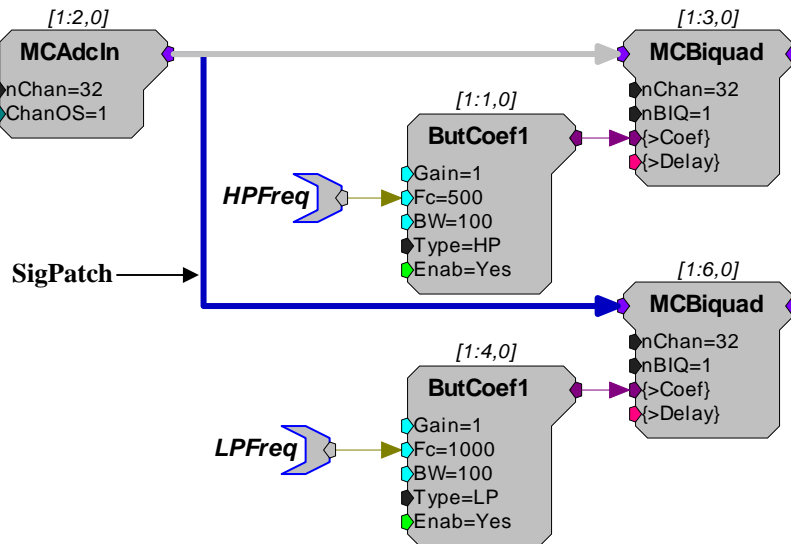 [1:2,0]
MCAdcIn
nChan=32
ChanOS=1
[1:3,0]
MCBiquad
nChan=32
nBIQ=1
{>Coef}
{>Delay}
[1:1,0]
ButCoef1
Gain=1
Fc=500
BW=100
Type=HP
Enab=Yes
HPFreq
SigPatch
[1:6,0]
MCBiquad
nChan=32
nBIQ=1
{>Coef}
{>Delay}
[1:4,0]
ButCoef1
Gain=1
Fc=1000
BW=100
Type=LP
Enab=Yes
LPFreq